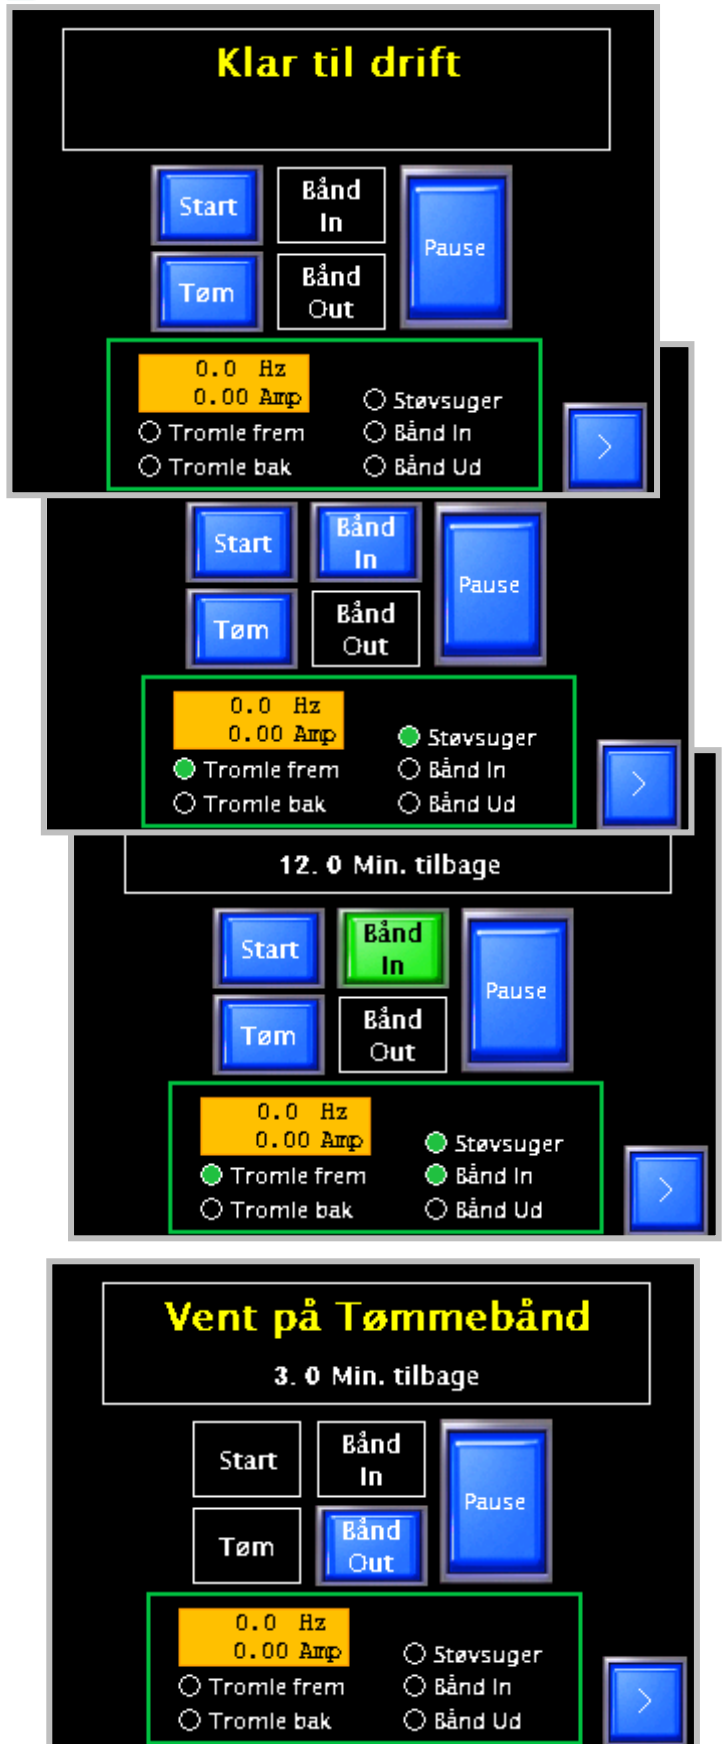 Klar til drift
Start
Bånd
In
Pause
Tøm
Bånd
Out
0.0 Hz
0.00 Amp
Støvsuger
Tromle frem
Bånd In
Tromle bak
Bånd Ud
>
Start
Bånd
In
Pause
Tøm
Bånd
Out
0.0 Hz
0.00 Amp
Støvsuger
Tromle frem
Bånd In
Tromle bak
Bånd Ud
>
12. 0 Min. tilbage
Start
Bånd
In
Pause
Tøm
Bånd
Out
0.0 Hz
0.00 Amp
Støvsuger
Tromle frem
Bånd In
Tromle bak
Bånd Ud
>
Vent på Tømmebånd
3. 0 Min. tilbage
Start
Bånd
In
Pause
Tøm
Bånd
Out
0.0 Hz
0.00 Amp
Støvsuger
Tromle frem
Bånd In
Tromle bak
Bånd Ud
>